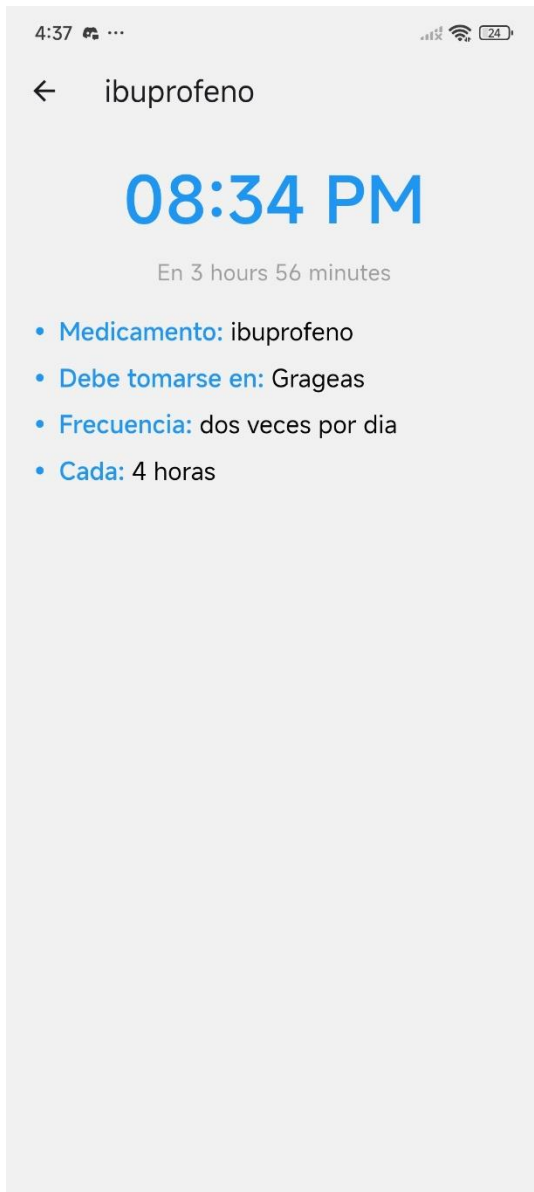 4:37 ...
24
ibuprofeno
08:34 PM
En 3 hours 56 minutes
• Medicamento: ibuprofeno
• Debe tomarse en: Grageas
• Frecuencia: dos veces por dia
• Cada: 4 horas